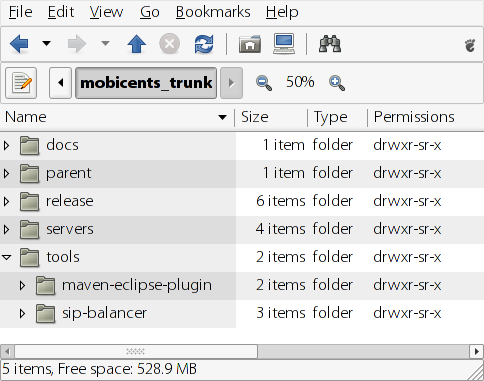 File Edit View Go Bookmarks Help
mobicents_trunk 50%
Name Size Type Permissions
docs 1 item folder drwxr-sr-x
parent 1 item folder drwxr-sr-x
release 6 items folder drwxr-sr-x
servers 4 items folder drwxr-sr-x
tools 2 items folder drwxr-sr-x
maven-eclipse-plugin 2 items folder drwxr-sr-x
sip-balancer 3 items folder drwxr-sr-x
5 items, Free space: 528.9 MB